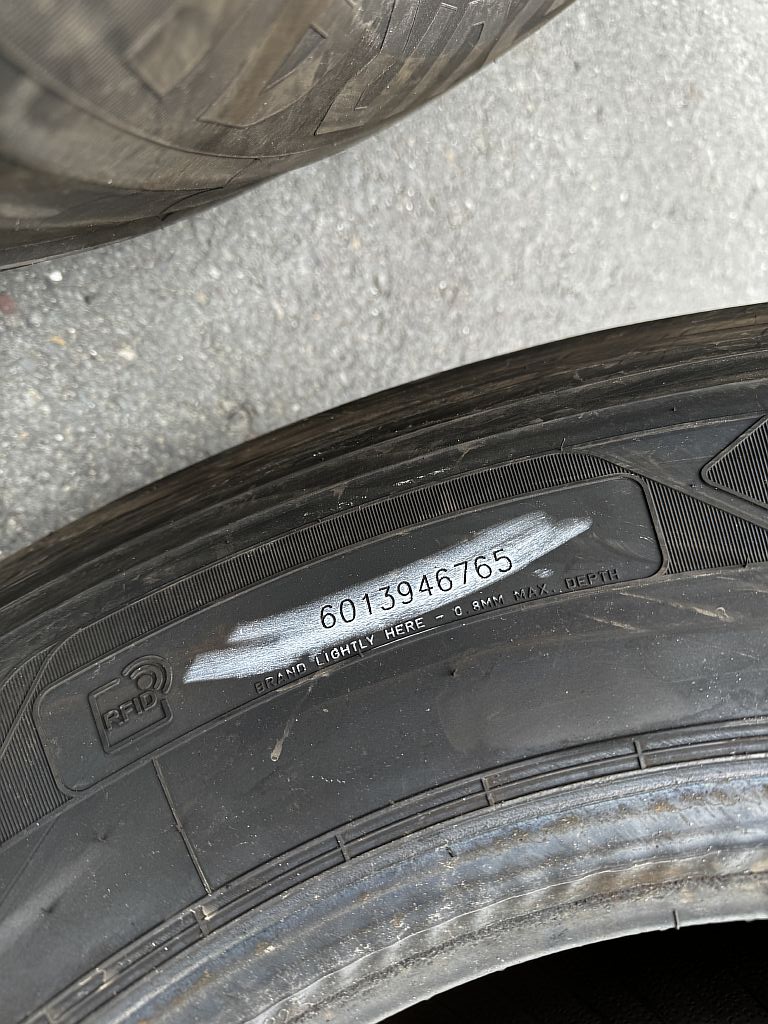 6013946765
BRAND LIGHTLY HERE - 0.8MM MAX. DEPTH
RFID